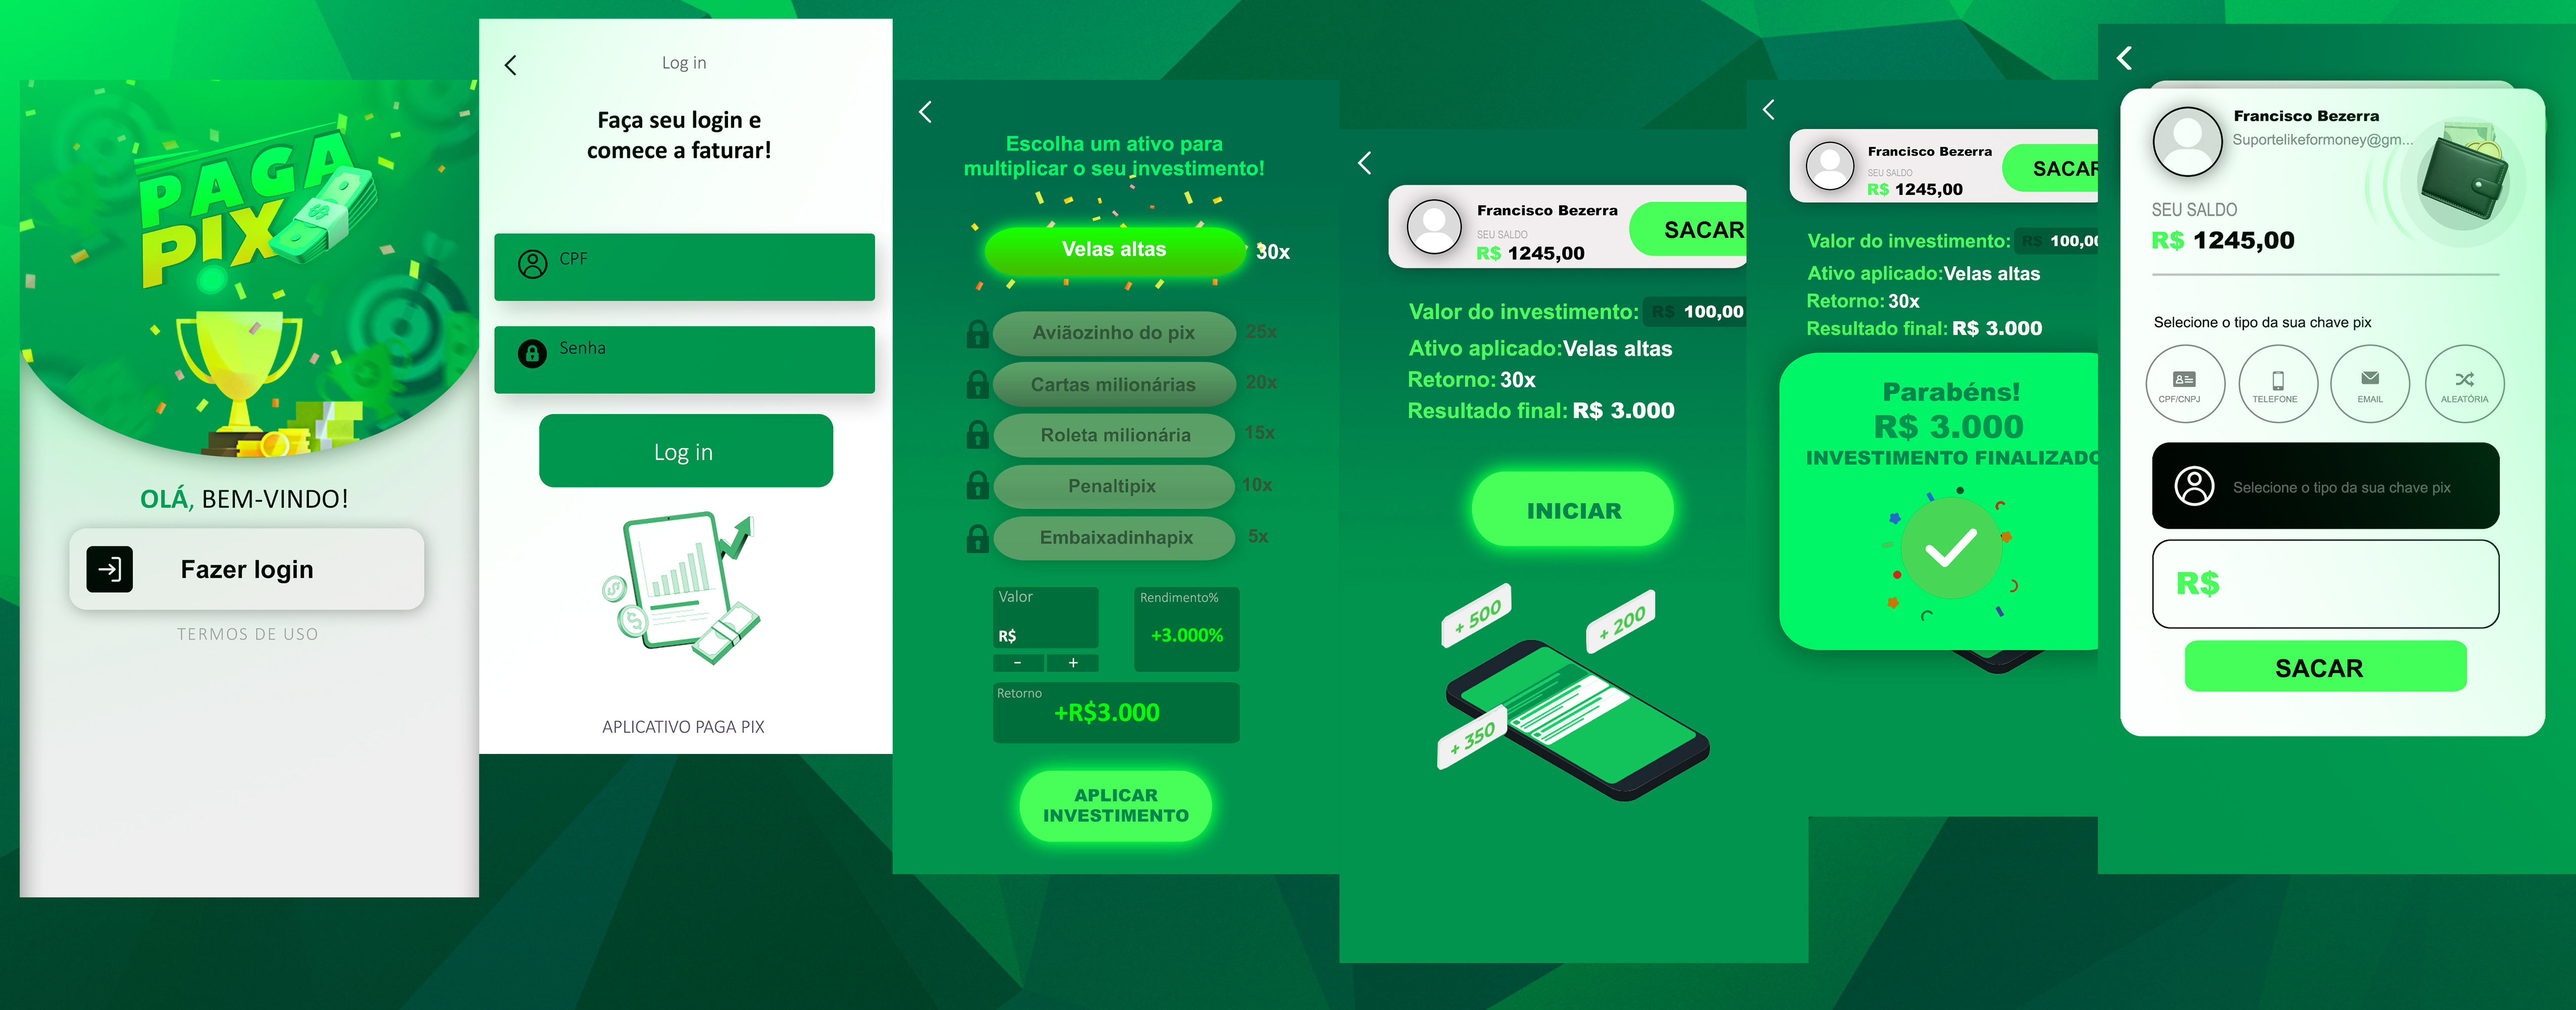 PAGA
PIX
OLÁ, BEM-VINDO!
Fazer login
TERMOS DE USO
Log in
Faça seu login e
comece a faturar!
CPF
Senha
Log in
APLICATIVO PAGA PIX
Escolha um ativo para
multiplicar o seu investimento!
Velas altas 30x
Aviãozinho do pix 25x
Cartas milionárias 20x
Roleta milionária 15x
Penaltipix 10x
Embaixadinhapix 5x
Valor
R$
- +
Rendimento%
+3.000%
Retorno
+R$3.000
APLICAR
INVESTIMENTO
Francisco Bezerra
SEU SALDO
R$ 1245,00
SACAR
Valor do investimento: R$ 100,00
Ativo aplicado:Velas altas
Retorno: 30x
Resultado final: R$ 3.000
INICIAR
+ 500
+ 200
+ 350
Francisco Bezerra
SEU SALDO
R$ 1245,00
SACAR
Valor do investimento: R$ 100,00
Ativo aplicado:Velas altas
Retorno: 30x
Resultado final: R$ 3.000
Parabéns!
R$ 3.000
INVESTIMENTO FINALIZADO
Francisco Bezerra
Suportelikeformoney@gm...
SEU SALDO
R$ 1245,00
Selecione o tipo da sua chave pix
CPF/CNPJ
TELEFONE
EMAIL
ALEATÓRIA
Selecione o tipo da sua chave pix
R$
SACAR